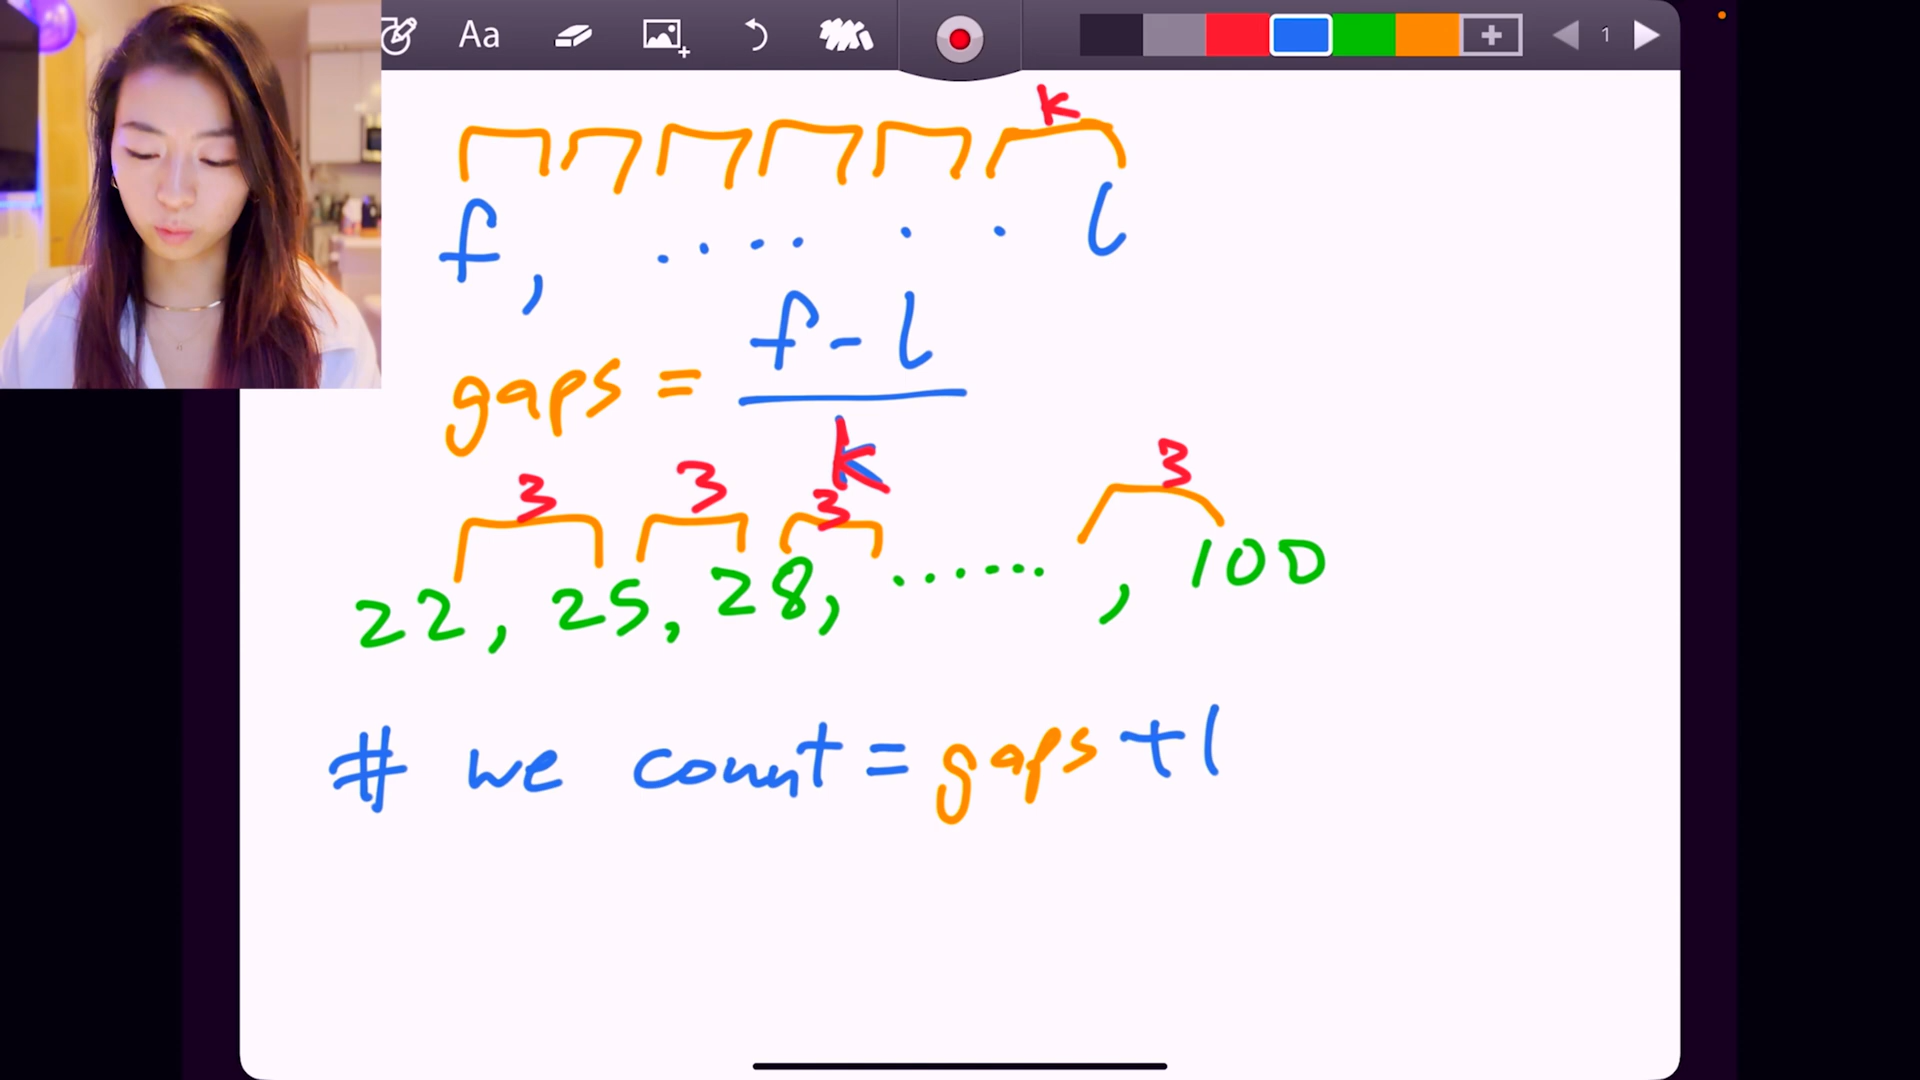 Aa
1
k
f, .... . . l
gaps = f - l
k
3 3 3 3
22, 25, 28, ......, 100
# we count = gaps + 1